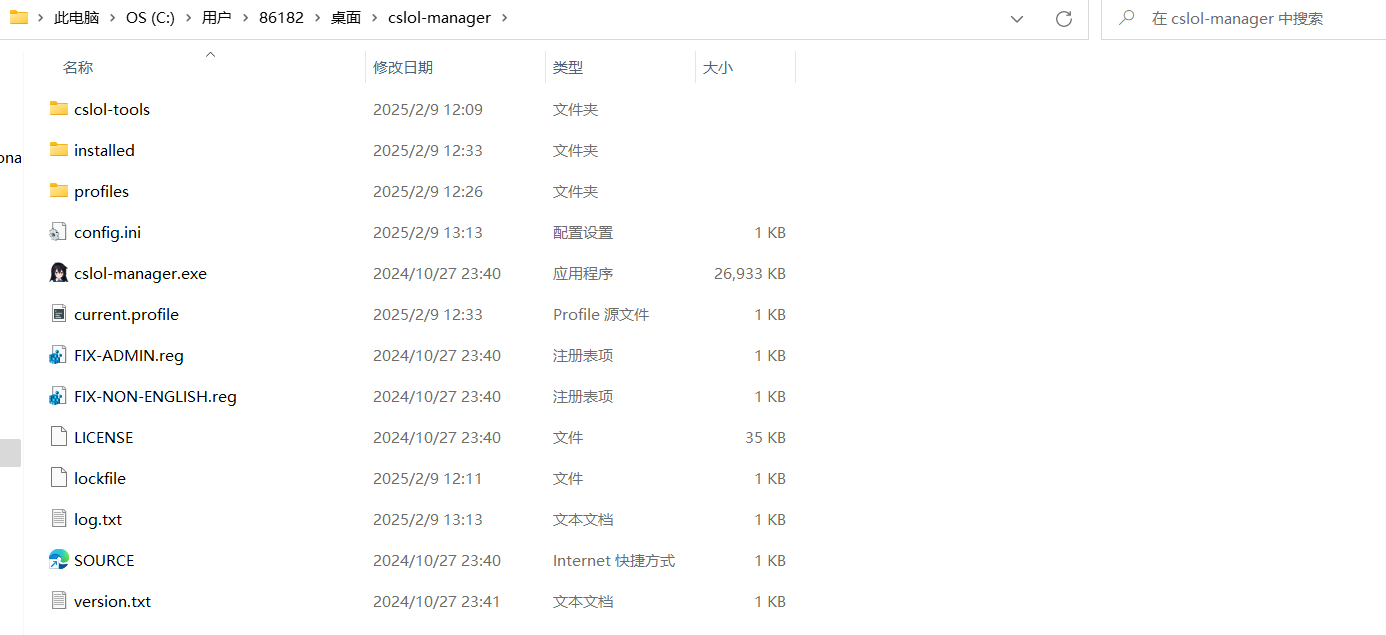 此电脑 OS (C:) 用户 86182 桌面 cslol-manager 在 cslol-manager 中搜索
名称 修改日期 类型 大小
cslol-tools 2025/2/9 12:09 文件夹
installed 2025/2/9 12:33 文件夹
ona
profiles 2025/2/9 12:26 文件夹
config.ini 2025/2/9 13:13 配置设置 1 KB
cslol-manager.exe 2024/10/27 23:40 应用程序 26,933 KB
current.profile 2025/2/9 12:33 Profile 源文件 1 KB
FIX-ADMIN.reg 2024/10/27 23:40 注册表项 1 KB
FIX-NON-ENGLISH.reg 2024/10/27 23:40 注册表项 1 KB
LICENSE 2024/10/27 23:40 文件 35 KB
lockfile 2025/2/9 12:11 文件 1 KB
log.txt 2025/2/9 13:13 文本文档 1 KB
SOURCE 2024/10/27 23:40 Internet 快捷方式 1 KB
version.txt 2024/10/27 23:41 文本文档 1 KB